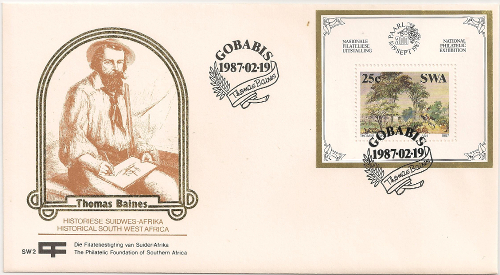 Thomas Baines
HISTORIESE SUIDWES-AFRIKA
HISTORICAL SOUTH WEST AFRICA
SW2
Die Filateliestigting van Suider-Afrika
The Philatelic Foundation of Southern Africa
GOBABIS
1987·02·19
Thomas Baines
NASIONALE
FILATELIESE
UITSTALLING
PAARL
NATIONAL
PHILATELIC
EXHIBITION
25c SWA
1987
GOBABIS
1987·02·19
Thomas Baines